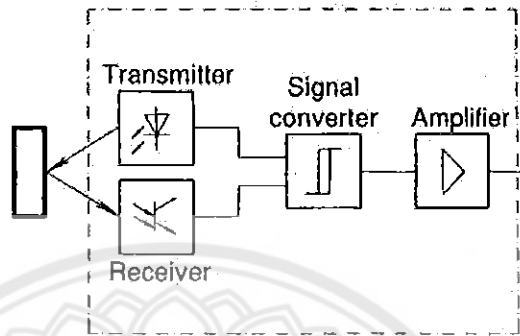 Transmitter
Signal
converter
Amplifier
Receiver